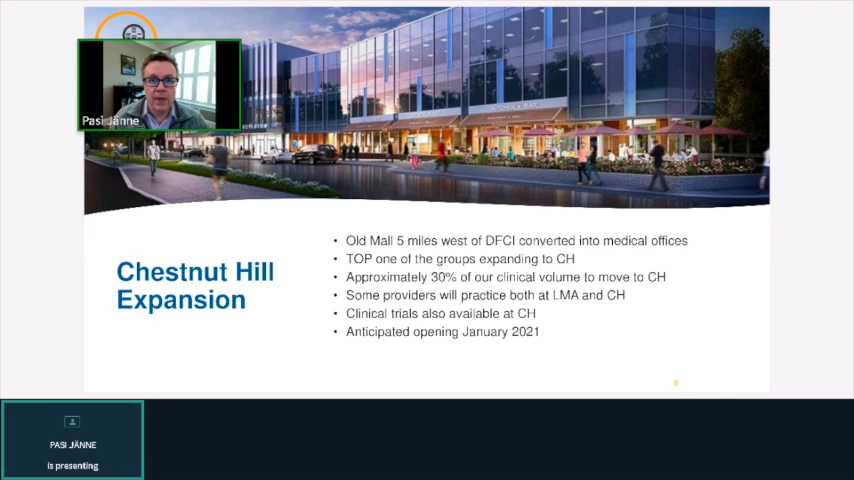 Pasi Jänne
Chestnut Hill
Expansion
• Old Mall 5 miles west of DFCI converted into medical offices
• TOP one of the groups expanding to CH
• Approximately 30% of our clinical volume to move to CH
• Some providers will practice both at LMA and CH
• Clinical trials also available at CH
• Anticipated opening January 2021
PASI JÄNNE
is presenting